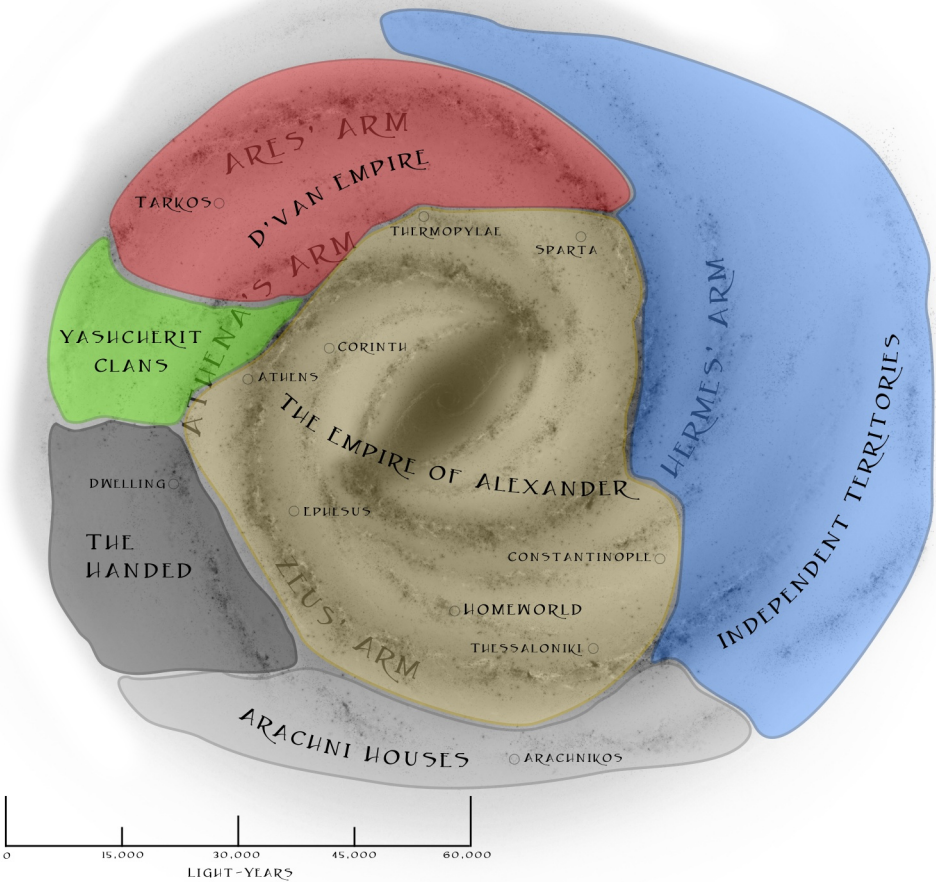 ARES' ARM
D'VAN EMPIRE
TARKOS
THERMOPYLAE
SPARTA
ATHENA'S ARM
YASHCHERIT
CLANS
CORINTH
ATHENS
HERMES' ARM
THE EMPIRE OF ALEXANDER
INDEPENDENT TERRITORIES
DWELLING
THE
HANDED
EPHESUS
CONSTANTINOPLE
ZEUS' ARM
HOMEWORLD
THESSALONIKI
ARACHNI HOUSES
ARACHNIKOS
0 15,000 30,000 45,000 60,000
LIGHT-YEARS